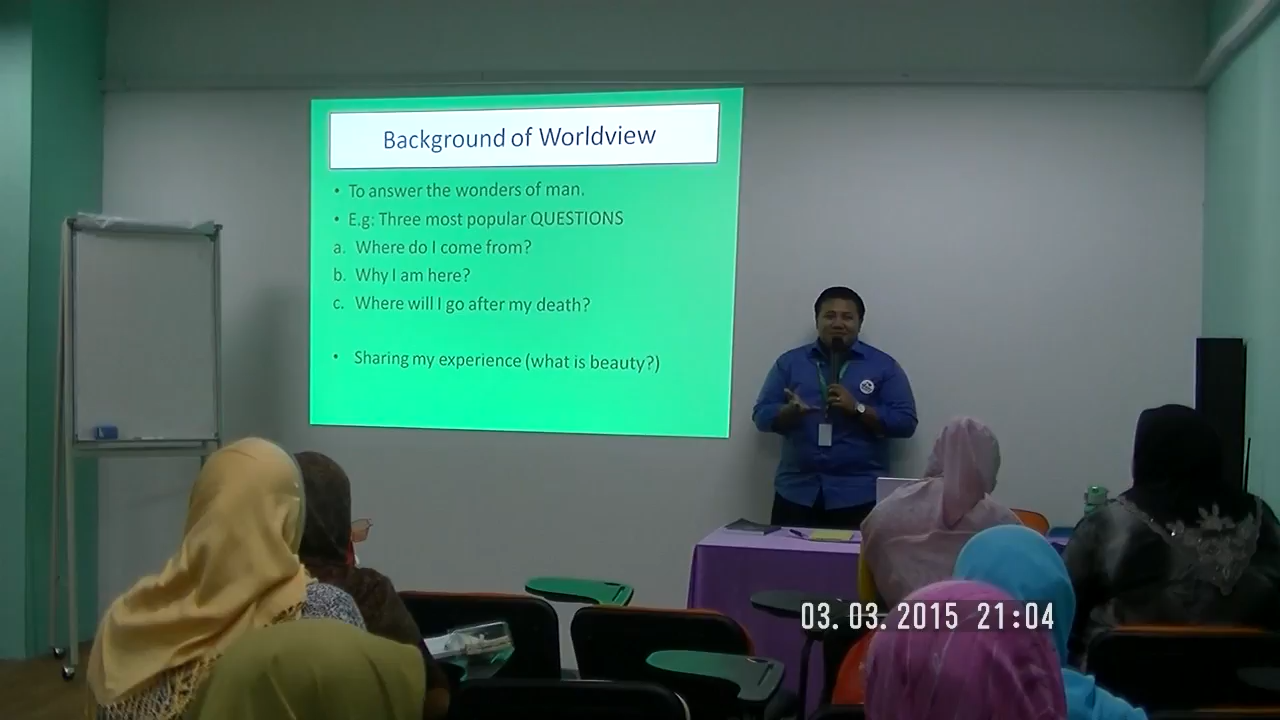 Background of Worldview
• To answer the wonders of man.
• E.g: Three most popular QUESTIONS
a. Where do I come from?
b. Why I am here?
c. Where will I go after my death?
• Sharing my experience (what is beauty?)
03. 03. 2015 21:04